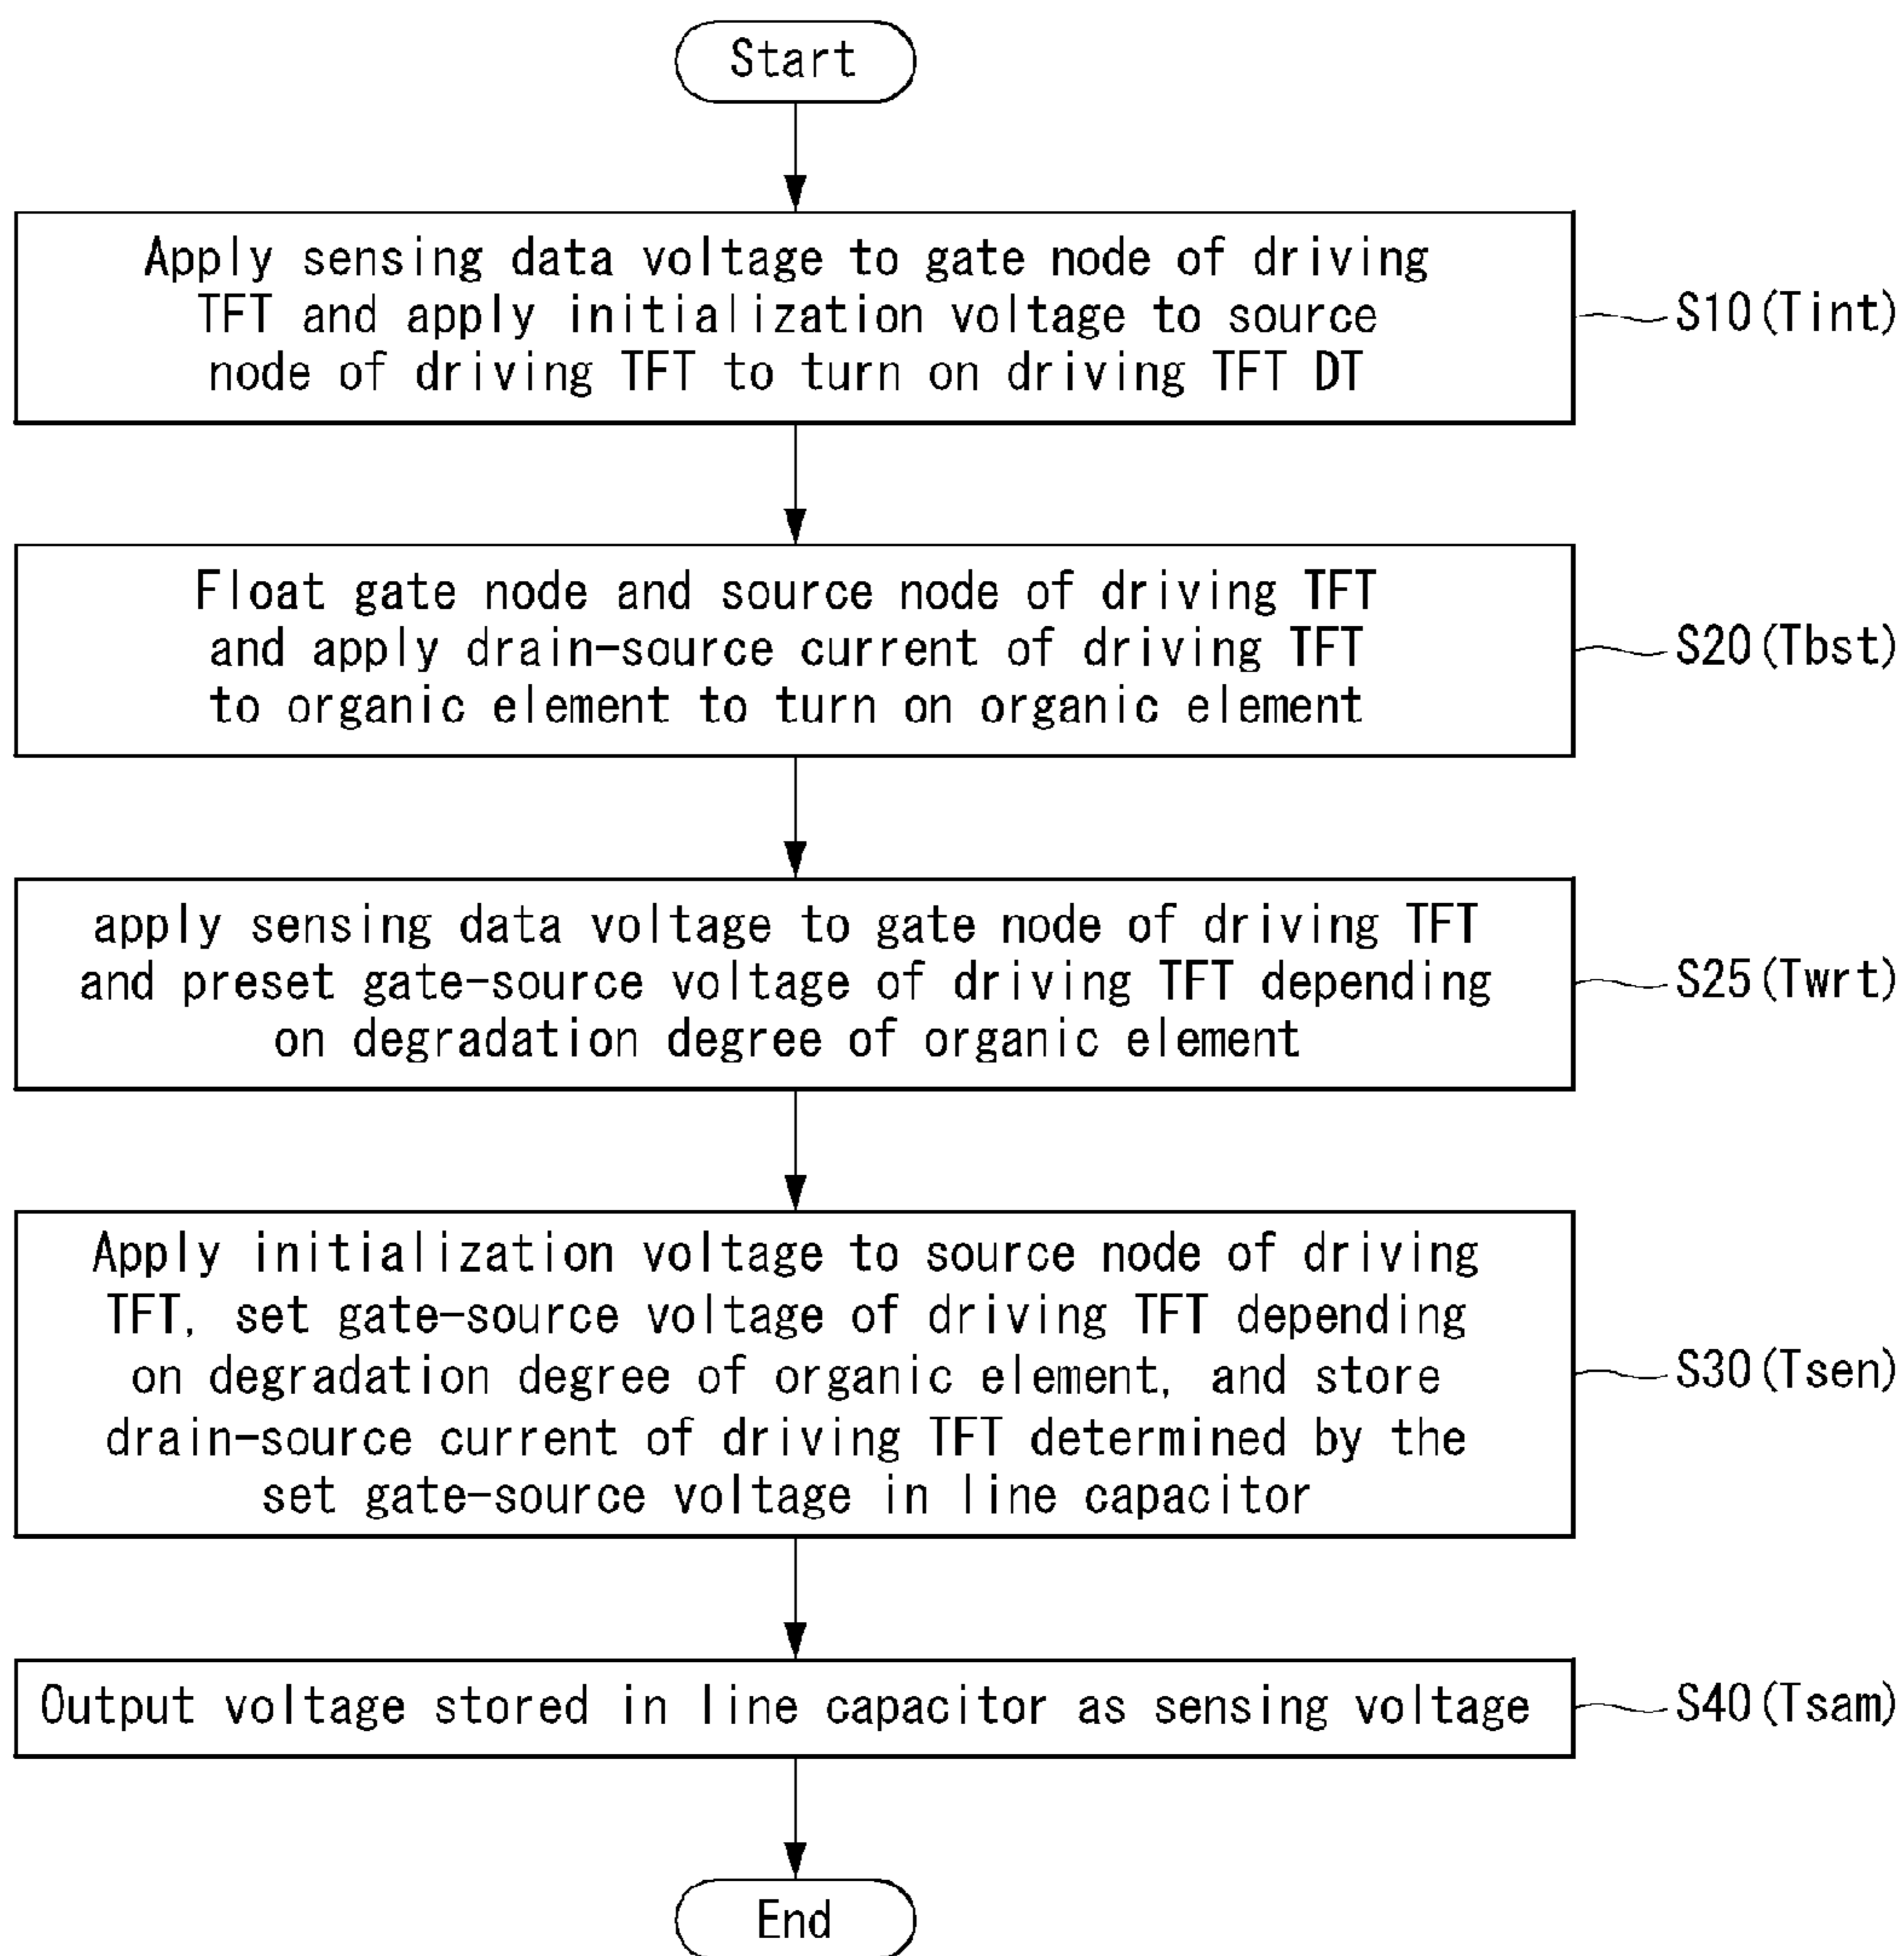 Start
Apply sensing data voltage to gate node of driving
TFT and apply initialization voltage to source
node of driving TFT to turn on driving TFT DT
S10(Tint)
Float gate node and source node of driving TFT
and apply drain-source current of driving TFT
to organic element to turn on organic element
S20(Tbst)
apply sensing data voltage to gate node of driving TFT
and preset gate-source voltage of driving TFT depending
on degradation degree of organic element
S25(Twrt)
Apply initialization voltage to source node of driving
TFT, set gate-source voltage of driving TFT depending
on degradation degree of organic element, and store
drain-source current of driving TFT determined by the
set gate-source voltage in line capacitor
S30(Tsen)
Output voltage stored in line capacitor as sensing voltage
S40(Tsam)
End